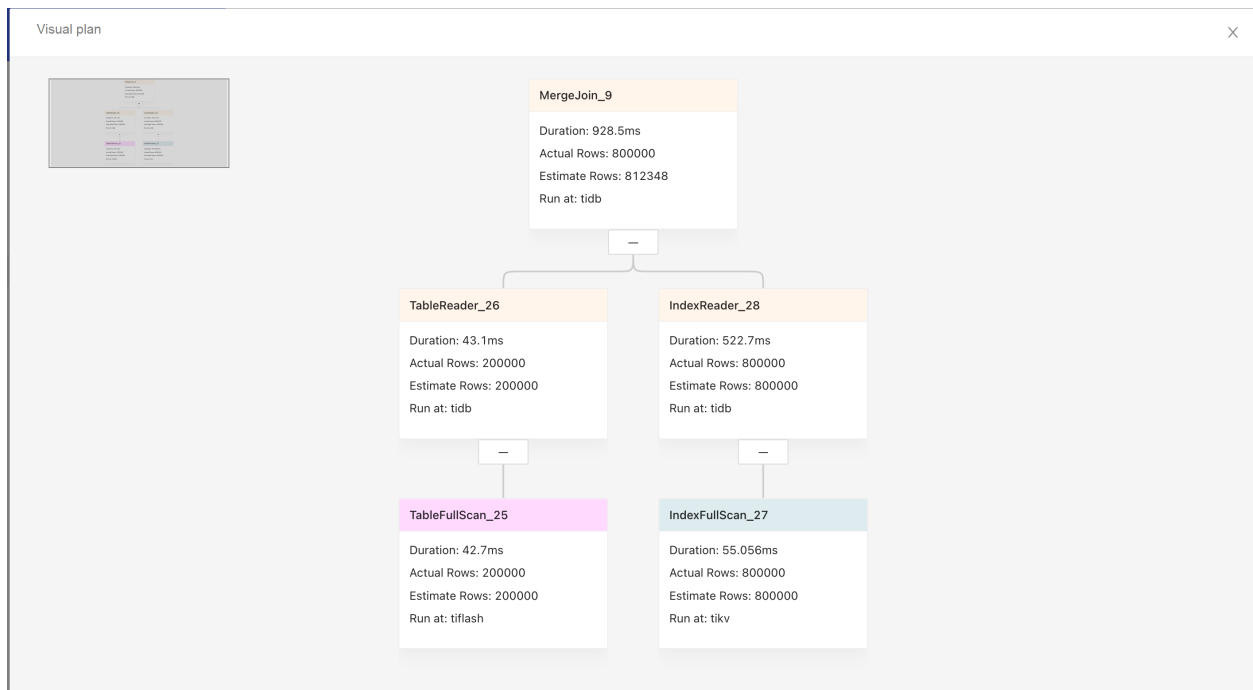 Visual plan
MergeJoin_9
Duration: 928.5ms
Actual Rows: 800000
Estimate Rows: 812348
Run at: tidb
TableReader_26
Duration: 43.1ms
Actual Rows: 200000
Estimate Rows: 200000
Run at: tidb
IndexReader_28
Duration: 522.7ms
Actual Rows: 800000
Estimate Rows: 800000
Run at: tidb
TableFullScan_25
Duration: 42.7ms
Actual Rows: 200000
Estimate Rows: 200000
Run at: tiflash
IndexFullScan_27
Duration: 55.056ms
Actual Rows: 800000
Estimate Rows: 800000
Run at: tikv